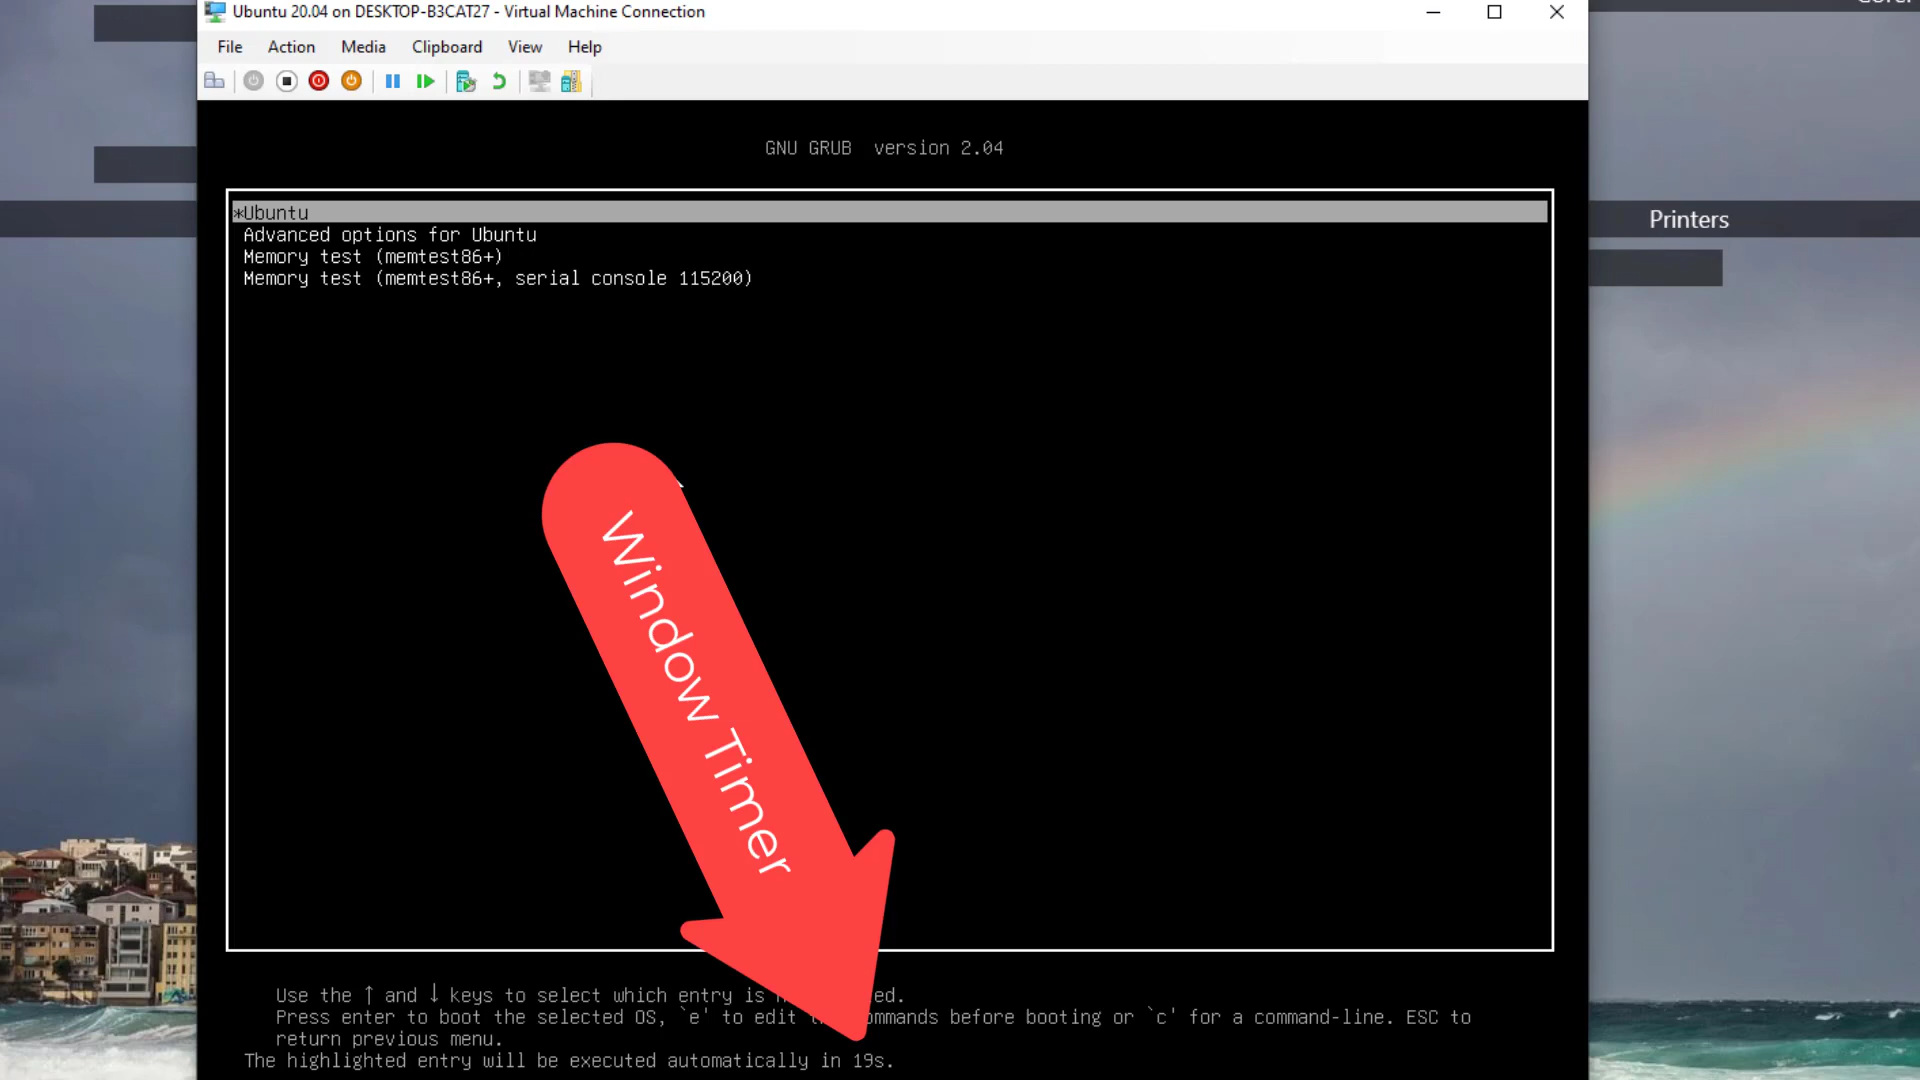 Ubuntu 20.04 on DESKTOP-B3CAT27 - Virtual Machine Connection
File Action Media Clipboard View Help
GNU GRUB version 2.04
*Ubuntu
Advanced options for Ubuntu
Memory test (memtest86+)
Memory test (memtest86+, serial console 115200)
Printers
Window Timer
Use the ↑ and ↓ keys to select which entry is ed.
Press enter to boot the selected OS, `e' to edit ommands before booting or `c' for a command-line. ESC to
return previous menu.
The highlighted entry will be executed automatically in 19s.